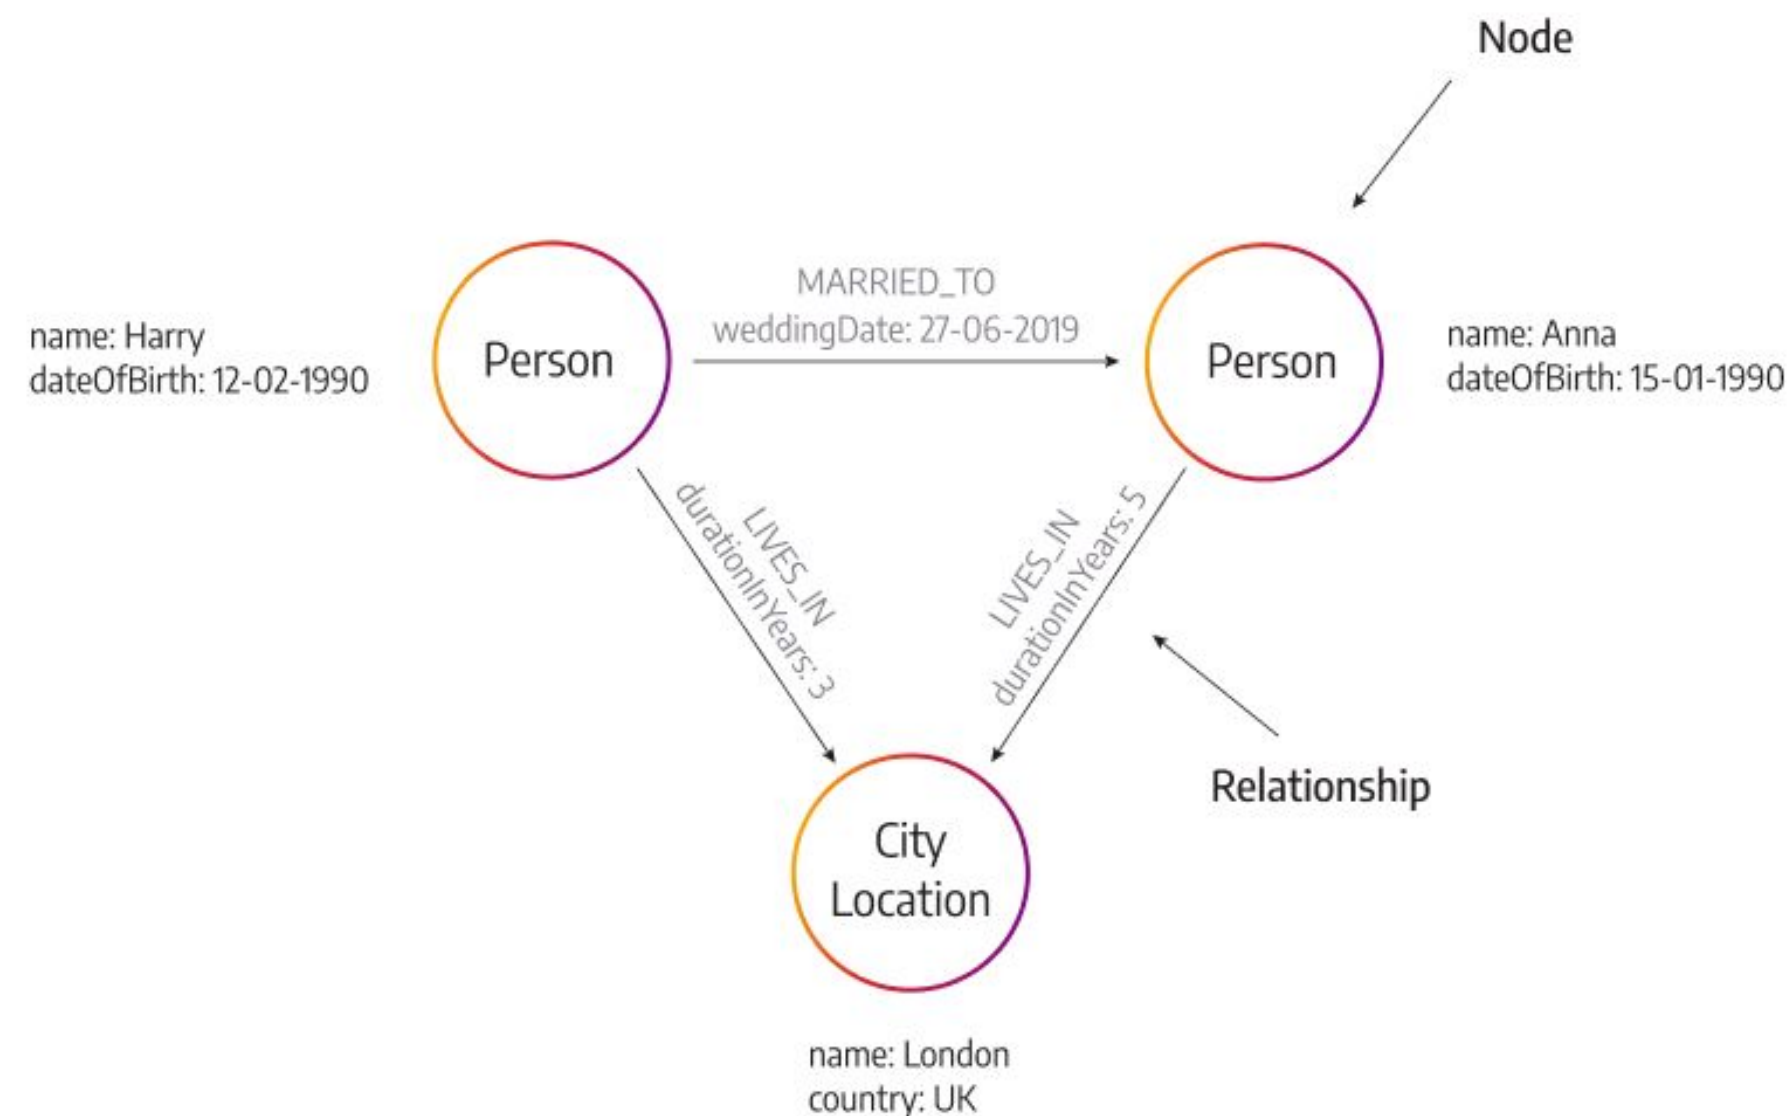 Node
MARRIED_TO
weddingDate: 27-06-2019
name: Harry
dateOfBirth: 12-02-1990
Person
Person
name: Anna
dateOfBirth: 15-01-1990
LIVES_IN
durationInYears: 3
LIVES_IN
durationInYears: 5
Relationship
City
Location
name: London
country: UK